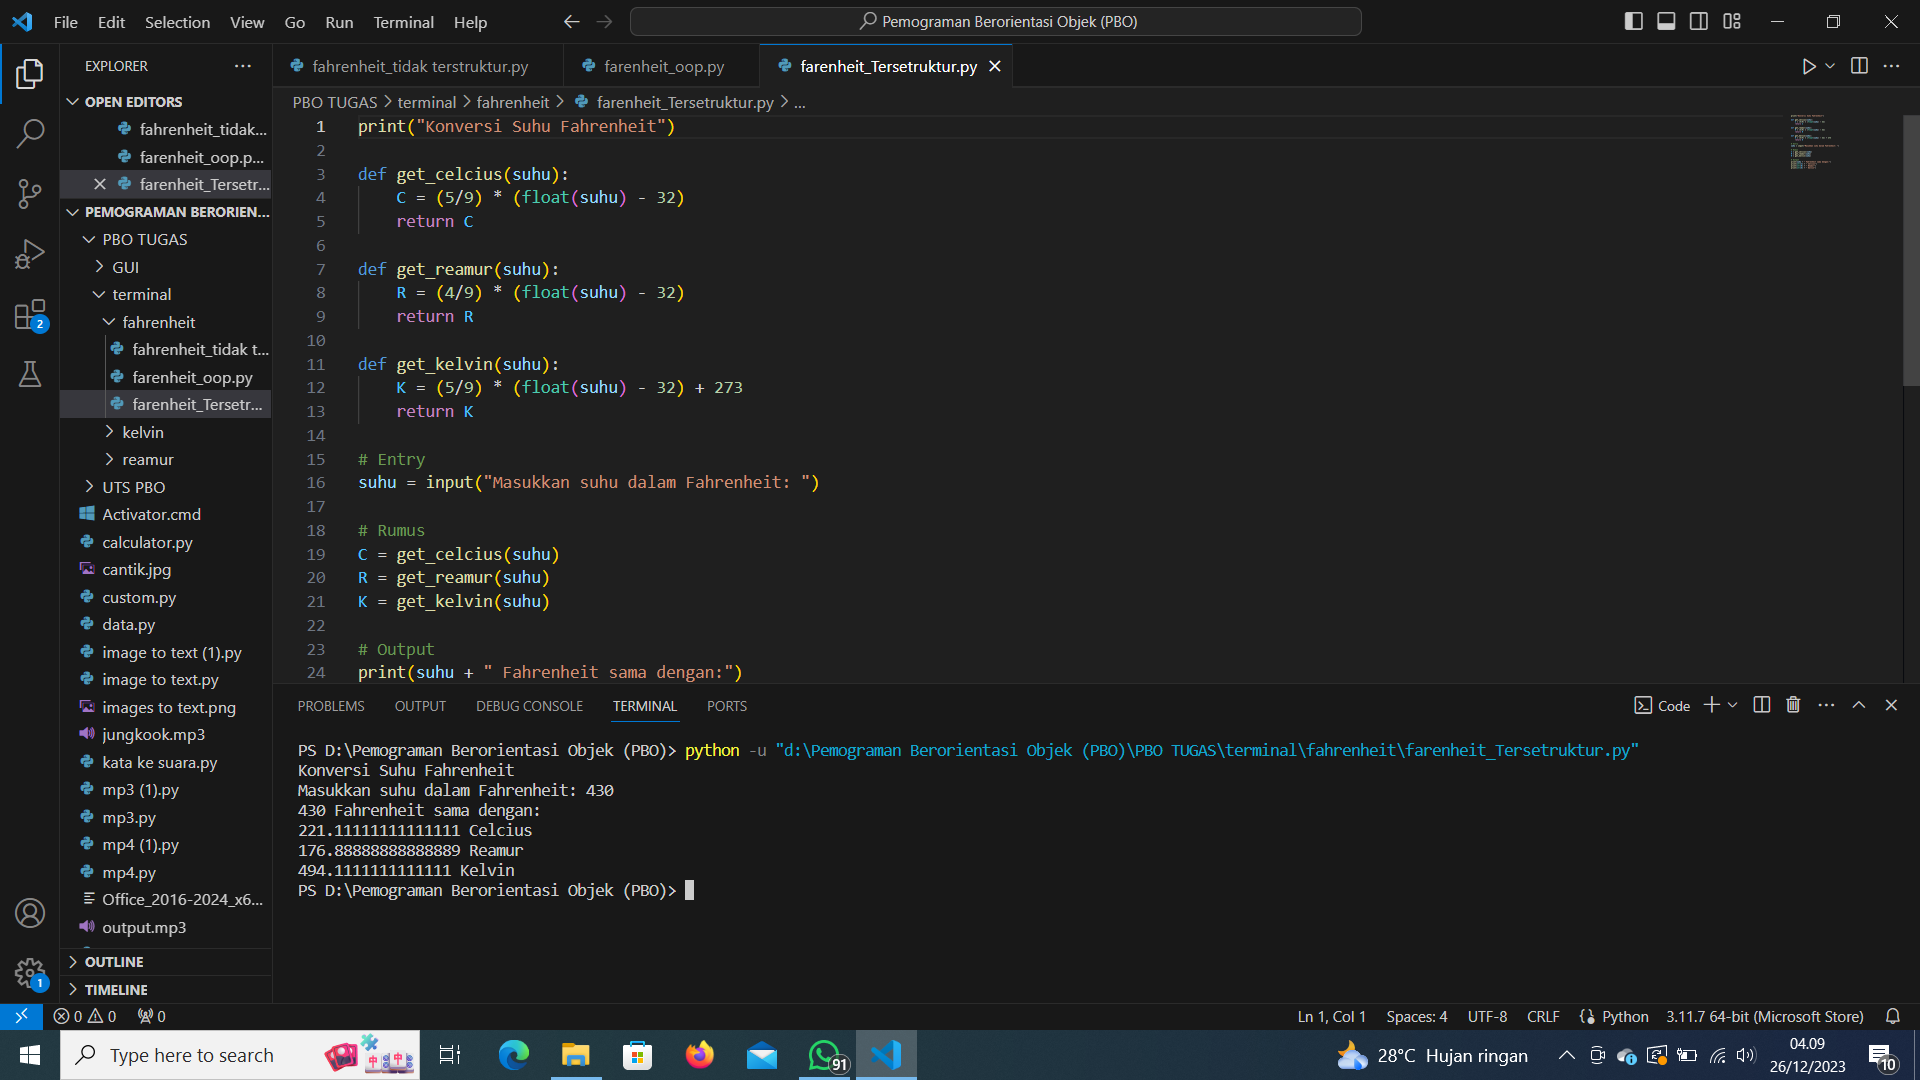 File Edit Selection View Go Run Terminal Help
Pemograman Berorientasi Objek (PBO)
EXPLORER
OPEN EDITORS
fahrenheit_tidak...
farenheit_oop.p...
farenheit_Tersetr...
PEMOGRAMAN BERORIEN...
PBO TUGAS
GUI
terminal
fahrenheit
fahrenheit_tidak t...
farenheit_oop.py
farenheit_Tersetr...
kelvin
reamur
UTS PBO
Activator.cmd
calculator.py
cantik.jpg
custom.py
data.py
image to text (1).py
image to text.py
images to text.png
jungkook.mp3
kata ke suara.py
mp3 (1).py
mp3.py
mp4 (1).py
mp4.py
Office_2016-2024_x6...
output.mp3
OUTLINE
TIMELINE
2
1
fahrenheit_tidak terstruktur.py
farenheit_oop.py
farenheit_Tersetruktur.py
PBO TUGAS > terminal > fahrenheit > farenheit_Tersetruktur.py > ...
1 print("Konversi Suhu Fahrenheit")
2
3 def get_celcius(suhu):
4 C = (5/9) * (float(suhu) - 32)
5 return C
6
7 def get_reamur(suhu):
8 R = (4/9) * (float(suhu) - 32)
9 return R
10
11 def get_kelvin(suhu):
12 K = (5/9) * (float(suhu) - 32) + 273
13 return K
14
15 # Entry
16 suhu = input("Masukkan suhu dalam Fahrenheit: ")
17
18 # Rumus
19 C = get_celcius(suhu)
20 R = get_reamur(suhu)
21 K = get_kelvin(suhu)
22
23 # Output
24 print(suhu + " Fahrenheit sama dengan:")
PROBLEMS OUTPUT DEBUG CONSOLE TERMINAL PORTS
Code
PS D:\Pemograman Berorientasi Objek (PBO)> python -u "d:\Pemograman Berorientasi Objek (PBO)\PBO TUGAS\terminal\fahrenheit\farenheit_Tersetruktur.py"
Konversi Suhu Fahrenheit
Masukkan suhu dalam Fahrenheit: 430
430 Fahrenheit sama dengan:
221.11111111111111 Celcius
176.88888888888889 Reamur
494.1111111111111 Kelvin
PS D:\Pemograman Berorientasi Objek (PBO)>
0 0 0
Ln 1, Col 1 Spaces: 4 UTF-8 CRLF Python 3.11.7 64-bit (Microsoft Store)
Type here to search
91
28°C Hujan ringan
04.09
26/12/2023
10